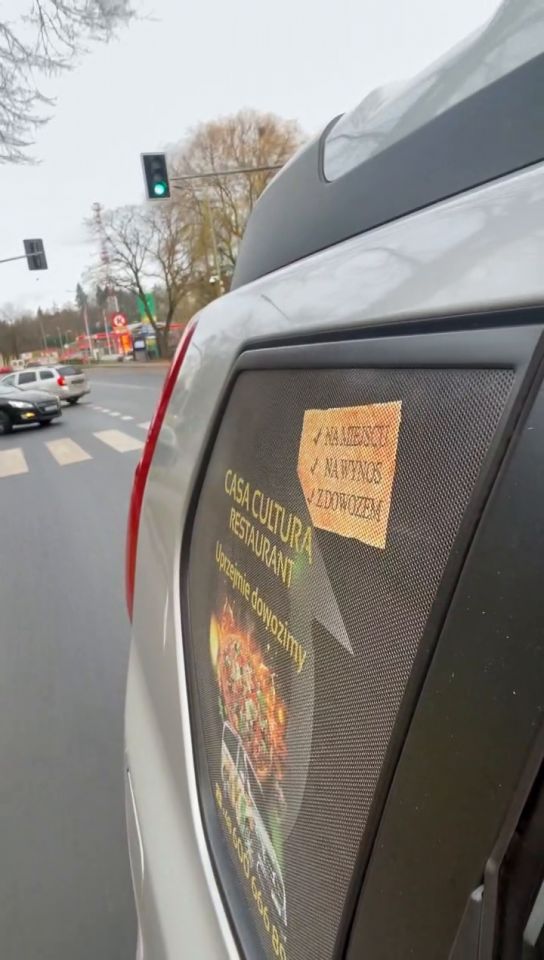 ✓ NA MIEJSCU
✓ NA WYNOS
✓ Z DOWOZEM
CASA CULTURA
RESTAURANT
Uprzejmie dowozimy